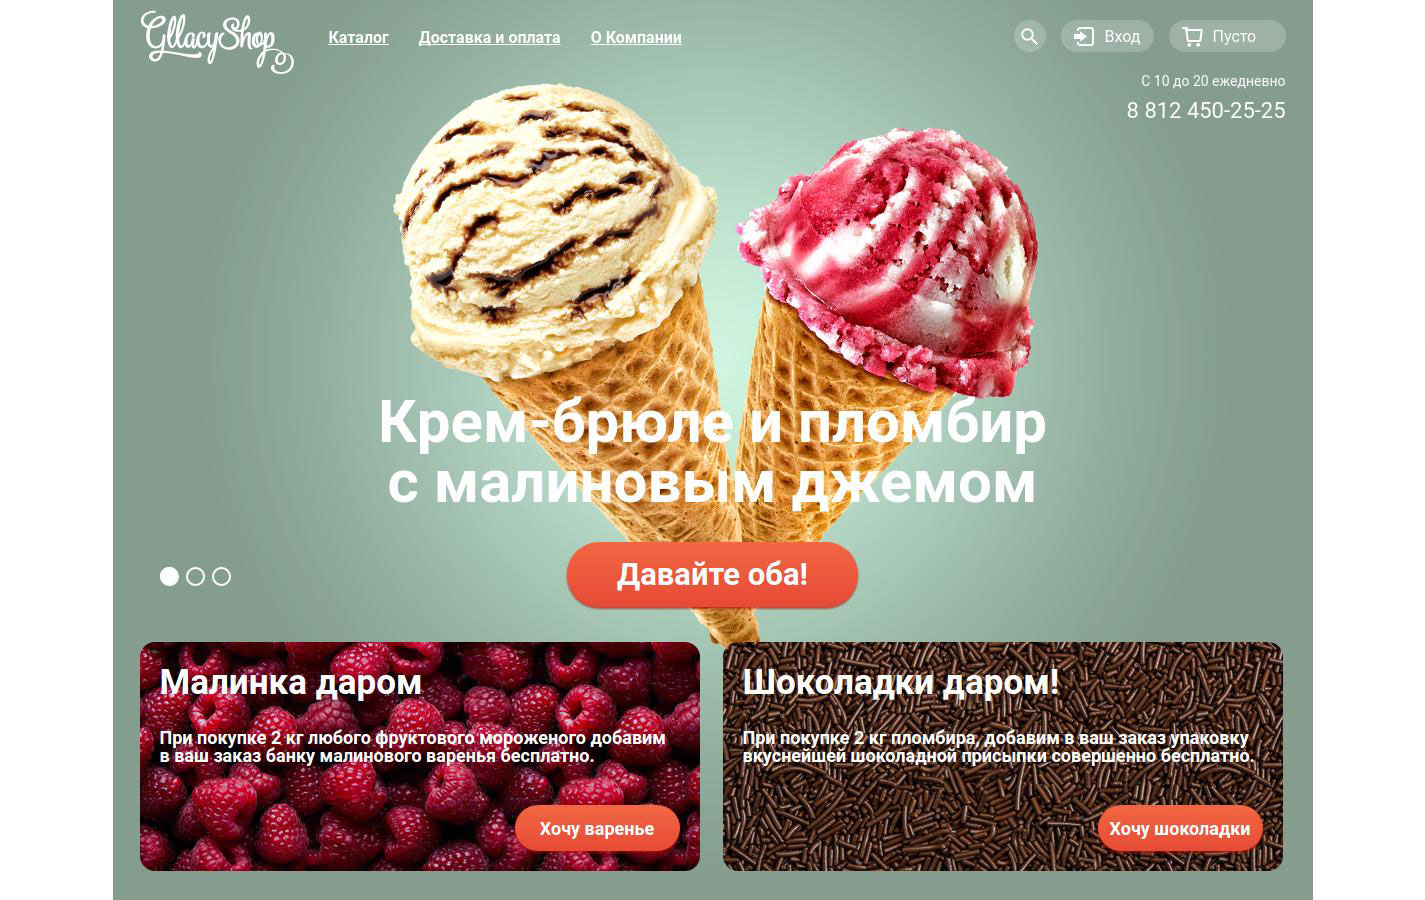 GllacyShop
Каталог
Доставка и оплата
О Компании
Вход
Пусто
С 10 до 20 ежедневно
8 812 450-25-25
Крем-брюле и пломбир
с малиновым джемом
Давайте оба!
Малинка даром
При покупке 2 кг любого фруктового мороженого добавим
в ваш заказ банку малинового варенья бесплатно.
Хочу варенье
Шоколадки даром!
При покупке 2 кг пломбира, добавим в ваш заказ упаковку
вкуснейшей шоколадной присыпки совершенно бесплатно.
Хочу шоколадки